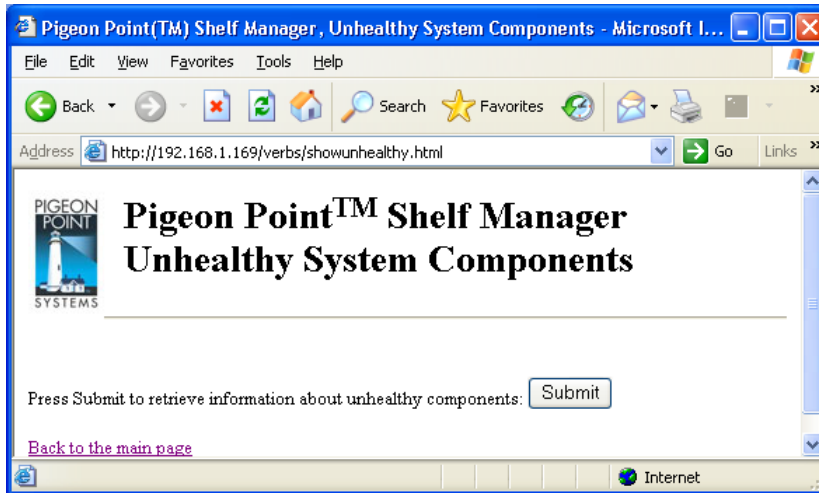 Pigeon Point(TM) Shelf Manager, Unhealthy System Components - Microsoft I...
File Edit View Favorites Tools Help
Back Search Favorites
Address http://192.168.1.169/verbs/showunhealthy.html Go Links
PIGEON
POINT
SYSTEMS
Pigeon Point™ Shelf Manager
Unhealthy System Components
Press Submit to retrieve information about unhealthy components: Submit
Back to the main page
Internet